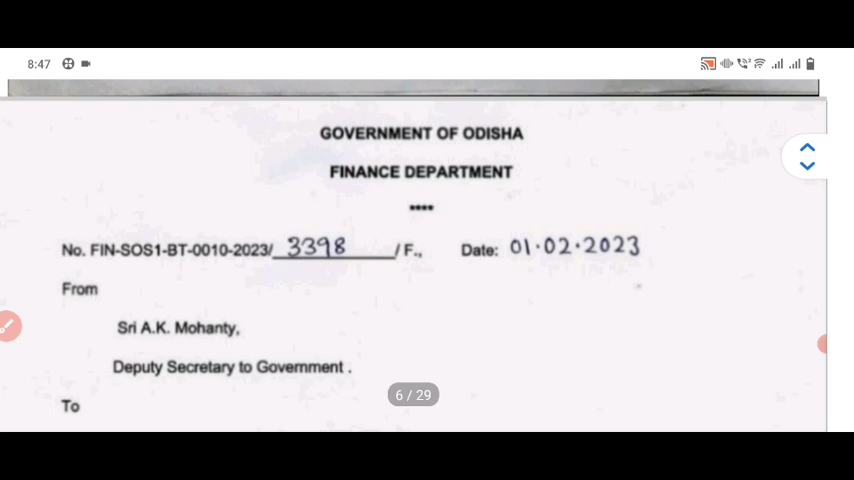 8:47
GOVERNMENT OF ODISHA
FINANCE DEPARTMENT
****
No. FIN-SOS1-BT-0010-2023/ 3398 / F., Date: 01.02.2023
From
Sri A.K. Mohanty,
Deputy Secretary to Government .
6 / 29
To